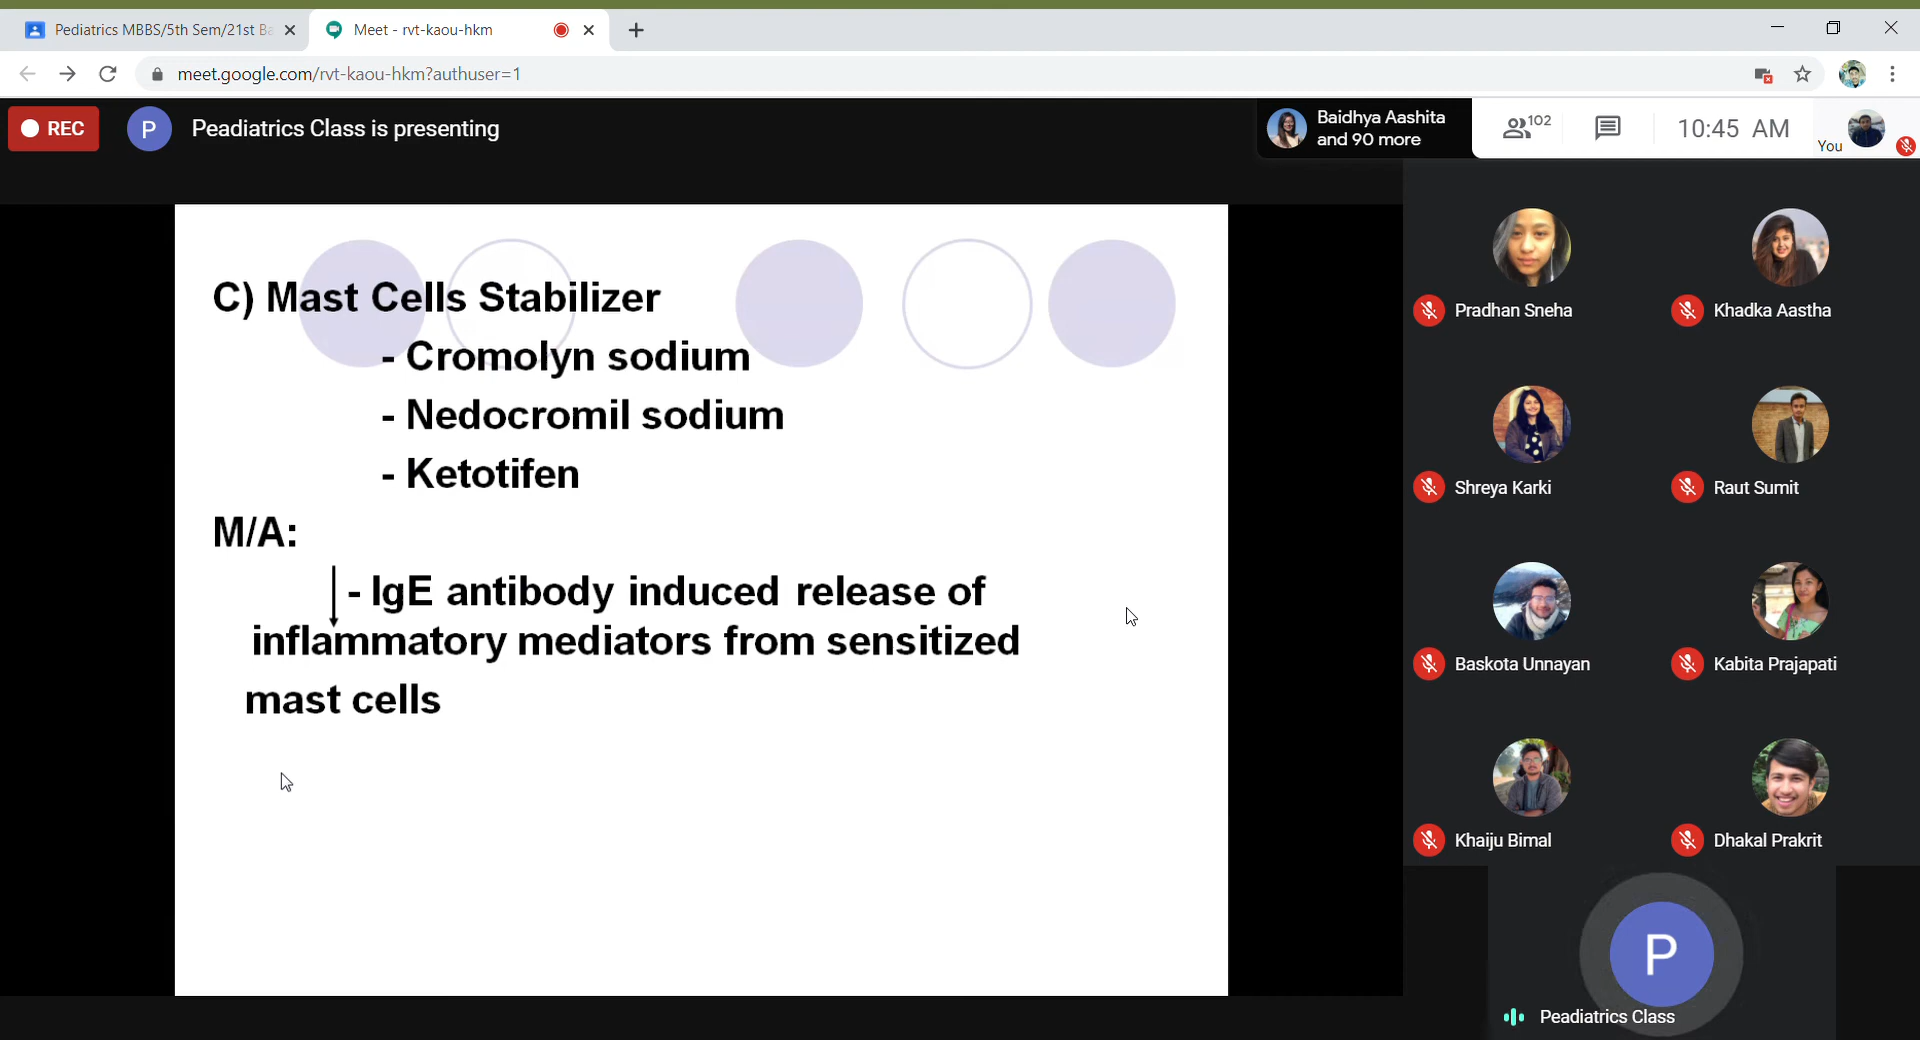 Pediatrics MBBS/5th Sem/21st Ba
Meet - rvt-kaou-hkm
meet.google.com/rvt-kaou-hkm?authuser=1
REC
P
Peadiatrics Class is presenting
Baidhya Aashita
and 90 more
102
10:45 AM
You
C) Mast Cells Stabilizer
- Cromolyn sodium
- Nedocromil sodium
- Ketotifen
M/A:
- IgE antibody induced release of
inflammatory mediators from sensitized
mast cells
Pradhan Sneha
Khadka Aastha
Shreya Karki
Raut Sumit
Baskota Unnayan
Kabita Prajapati
Khaiju Bimal
Dhakal Prakrit
P
Peadiatrics Class